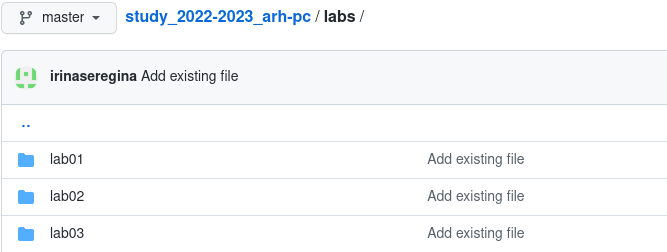 master study_2022-2023_arh-pc / labs /
irinaseregina Add existing file
..
lab01 Add existing file
lab02 Add existing file
lab03 Add existing file